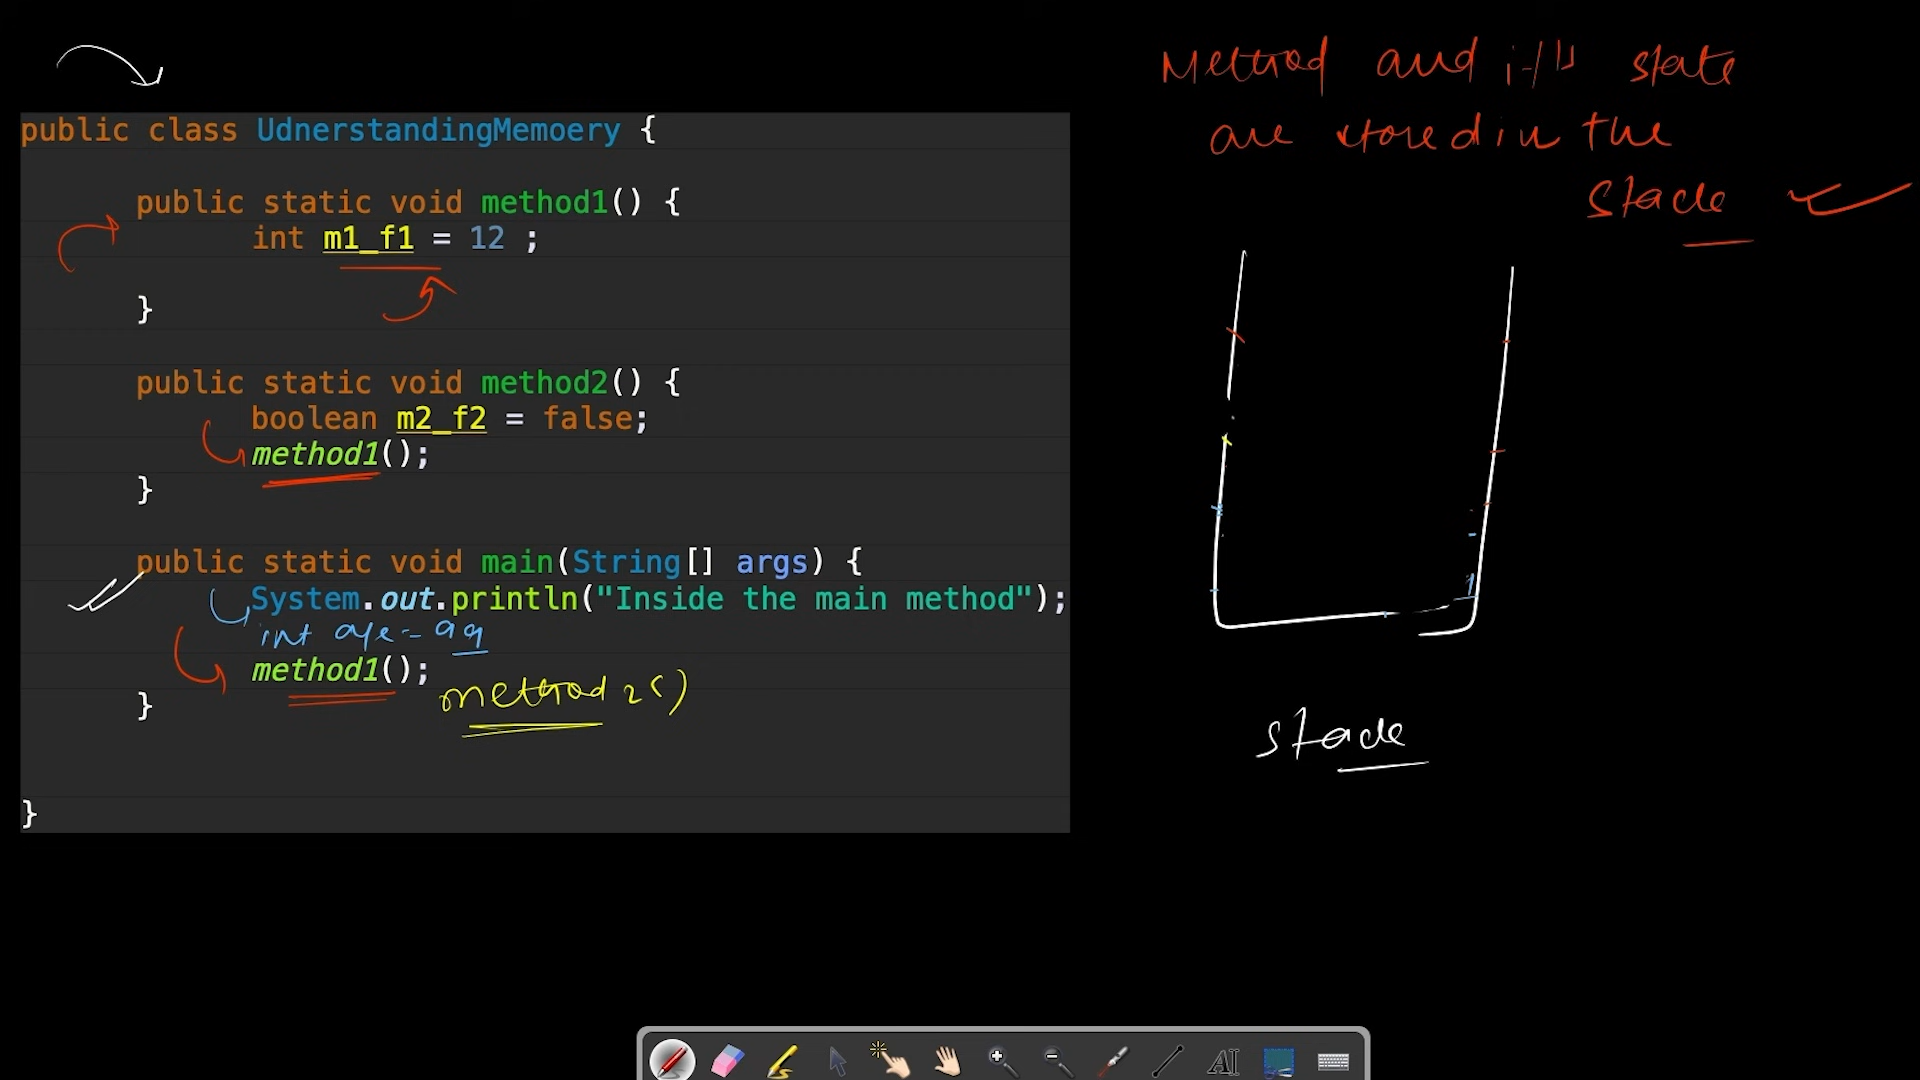 Method and it's state
are stored in the
stack
public class UdnerstandingMemoery {
public static void method1() {
int m1_f1 = 12 ;
}
public static void method2() {
boolean m2_f2 = false;
method1();
}
public static void main(String[] args) {
System.out.println("Inside the main method");
int age = 99
method1();
method2()
}
}
stack
AI